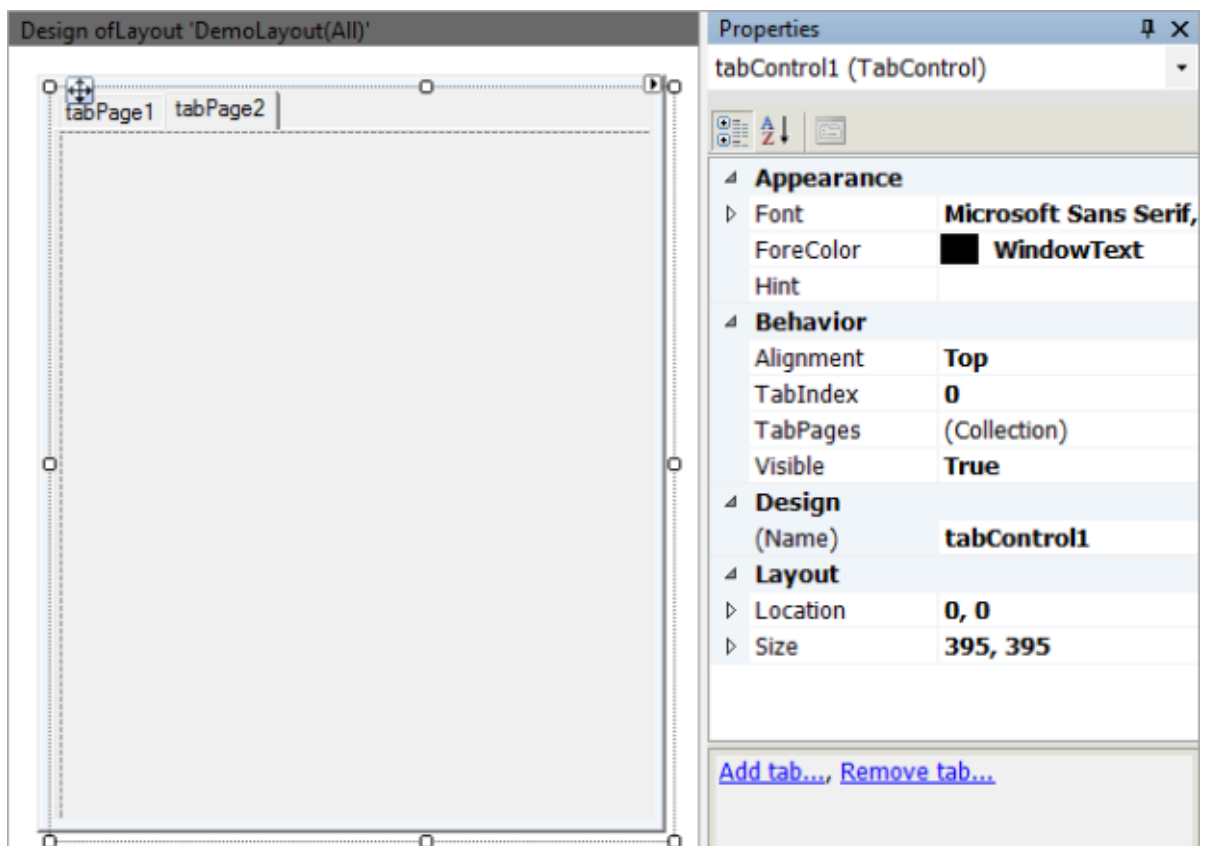 Design ofLayout 'DemoLayout(All)'
tabPage1 tabPage2
Properties
tabControl1 (TabControl)
A
Z
Appearance
Font Microsoft Sans Serif,
ForeColor WindowText
Hint
Behavior
Alignment Top
TabIndex 0
TabPages (Collection)
Visible True
Design
(Name) tabControl1
Layout
Location 0, 0
Size 395, 395
Add tab..., Remove tab...